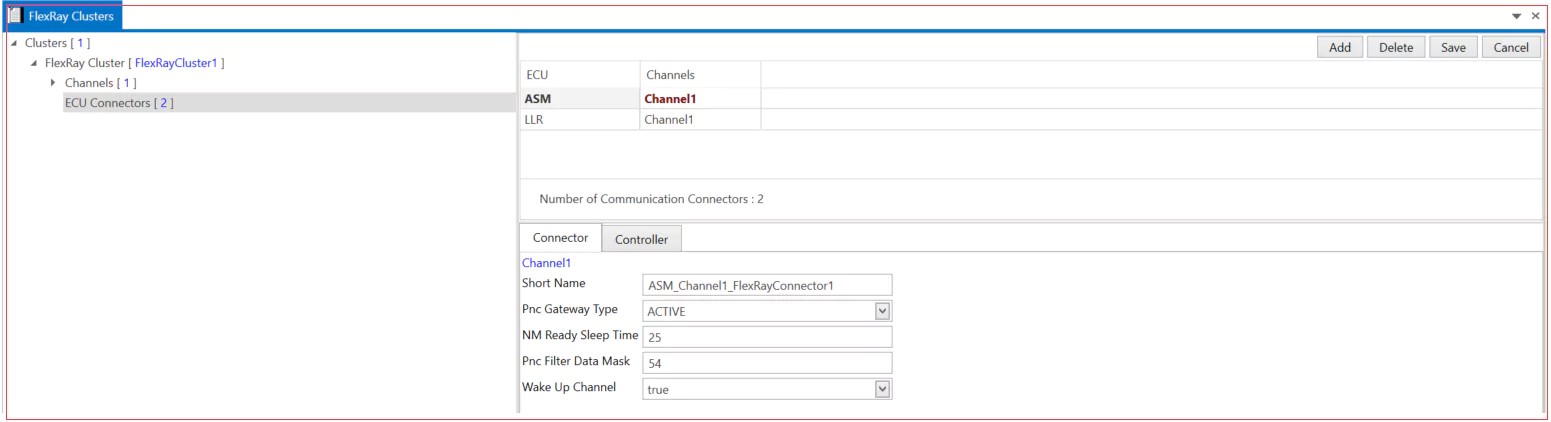 FlexRay Clusters
Clusters [ 1 ]
FlexRay Cluster [ FlexRayCluster1 ]
Channels [ 1 ]
ECU Connectors [ 2 ]
Add Delete Save Cancel
ECU Channels
ASM Channel1
LLR Channel1
Number of Communication Connectors : 2
Connector Controller
Channel1
Short Name ASM_Channel1_FlexRayConnector1
Pnc Gateway Type ACTIVE
NM Ready Sleep Time 25
Pnc Filter Data Mask 54
Wake Up Channel true